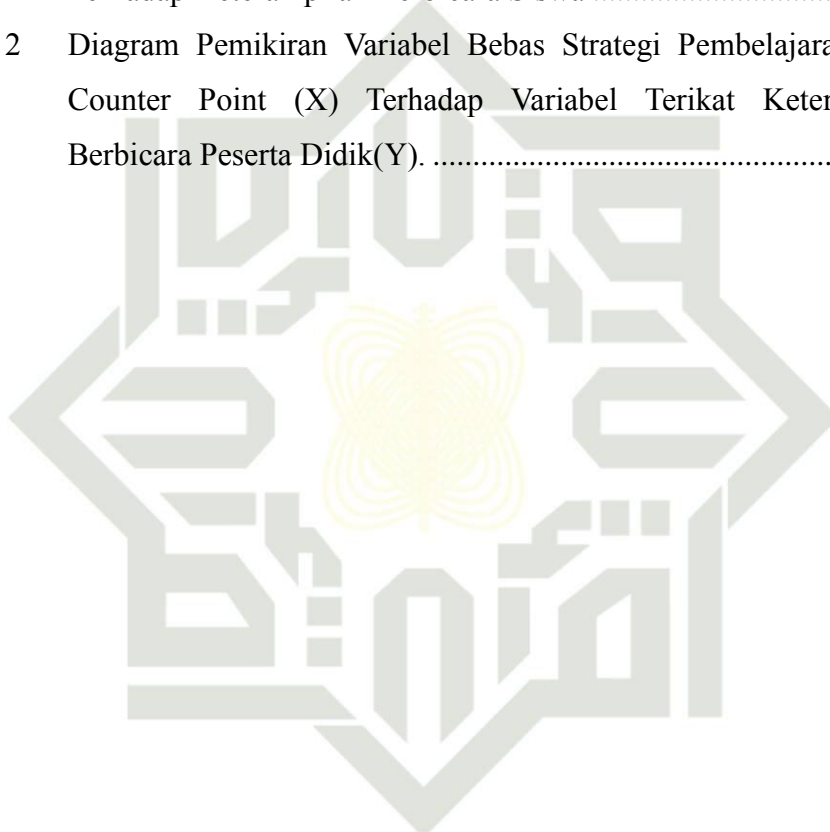 2 Diagram Pemikiran Variabel Bebas Strategi Pembelajara
Counter Point (X) Terhadap Variabel Terikat Keter
Berbicara Peserta Didik(Y). ....................................................